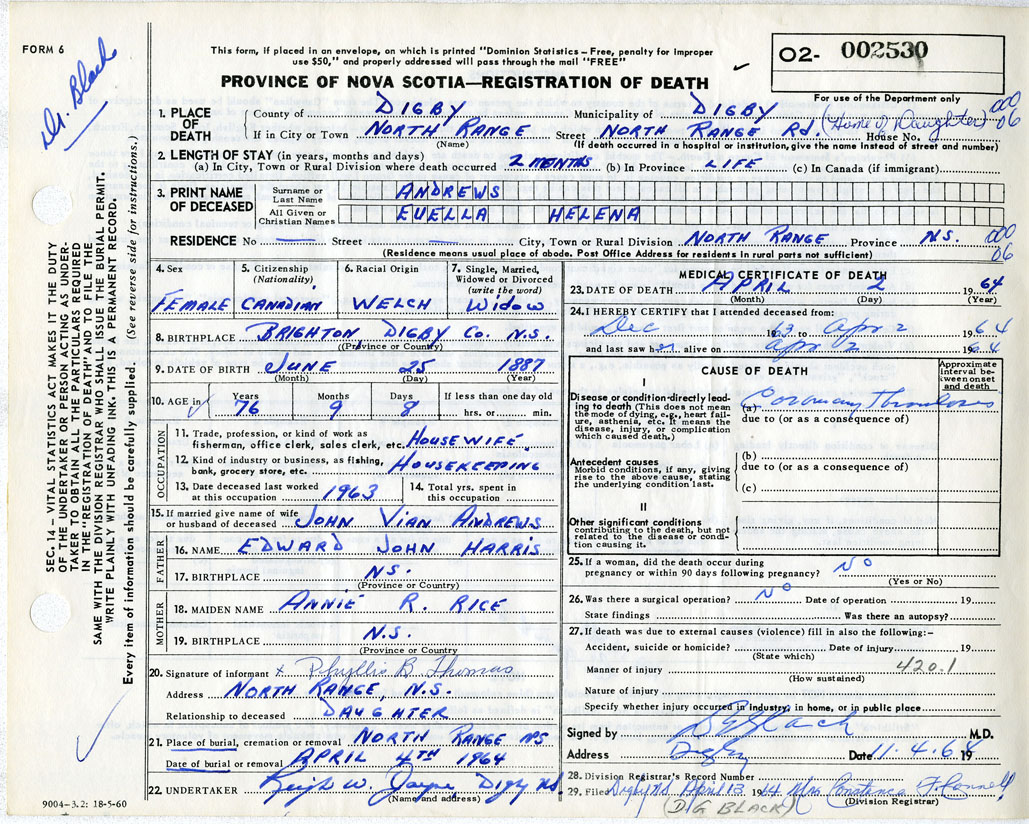 FORM 6
Dr. Black
This form, if placed in an envelope, on which is printed "Dominion Statistics – Free, penalty for improper
use $50," and properly addressed will pass through the mail "FREE"
PROVINCE OF NOVA SCOTIA—REGISTRATION OF DEATH
O2- 002530
For use of the Department only
1. PLACE OF DEATH County of DIGBY Municipality of DIGBY 000
If in City or Town NORTH RANGE Street NORTH RANGE Rd. (Home of Daughter) House No. 06
(Name) (If death occurred in a hospital or institution, give the name instead of street and number)
2. LENGTH OF STAY (in years, months and days)
(a) In City, Town or Rural Division where death occurred 2 MONTHS (b) In Province LIFE (c) In Canada (if immigrant)
3. PRINT NAME OF DECEASED Surname or Last Name ANDREWS
All Given or Christian Names EUELLA HELENA
RESIDENCE No — Street — City, Town or Rural Division NORTH RANGE Province N.S. 000
(Residence means usual place of abode. Post Office Address for residents in rural parts not sufficient) 06
4. Sex FEMALE
5. Citizenship (Nationality) CANADIAN
6. Racial Origin WELCH
7. Single, Married, Widowed or Divorced (write the word) WIDOW
8. BIRTHPLACE BRIGHTON DIGBY Co. N.S.
(Province or Country)
9. DATE OF BIRTH JUNE 25 1887
(Month) (Day) (Year)
10. AGE in Years 76 Months 9 Days 8 If less than one day old hrs. or min.
OCCUPATION
11. Trade, profession, or kind of work as fisherman, office clerk, sales clerk, etc. HOUSEWIFE
12. Kind of industry or business, as fishing, bank, grocery store, etc. HOUSEKEEPING
13. Date deceased last worked at this occupation 1963
14. Total yrs. spent in this occupation
15. If married give name of wife or husband of deceased JOHN VIAN ANDREWS
FATHER
16. NAME EDWARD JOHN HARRIS
17. BIRTHPLACE N.S.
(Province or Country)
MOTHER
18. MAIDEN NAME ANNIE R. RICE
19. BIRTHPLACE N.S.
(Province or Country)
20. Signature of informant x Phyllis B Thomas
Address NORTH RANGE, N.S.
Relationship to deceased DAUGHTER
21. Place of burial, cremation or removal NORTH RANGE NS
Date of burial or removal APRIL 4TH 1964
22. UNDERTAKER W. Jayne, Digby NS
(Name and address)
MEDICAL CERTIFICATE OF DEATH
23. DATE OF DEATH APRIL 2 1964
(Month) (Day) (Year)
24. I HEREBY CERTIFY that I attended deceased from:
Dec 1963 to Apr 2 1964
and last saw her alive on Apr 2 1964
CAUSE OF DEATH
Approximate interval between onset and death
I
Disease or condition directly leading to death (This does not mean the mode of dying, e.g., heart failure, asthenia, etc. It means the disease, injury, or complication which caused death.)
(a) Coronary Thrombosis
due to (or as a consequence of)
Antecedent causes
Morbid conditions, if any, giving rise to the above cause, stating the underlying condition last.
(b)
due to (or as a consequence of)
(c)
II
Other significant conditions
contributing to the death, but not related to the disease or condition causing it.
25. If a woman, did the death occur during pregnancy or within 90 days following pregnancy? NO
(Yes or No)
26. Was there a surgical operation? NO Date of operation 19
State findings Was there an autopsy?
27. If death was due to external causes (violence) fill in also the following:–
Accident, suicide or homicide? Date of injury 19
(State which)
Manner of injury 420.1
(How sustained)
Nature of injury
Specify whether injury occurred in industry, in home, or in public place
Signed by DG Black M.D.
Address Digby Date 11.4.64 19
28. Division Registrar's Record Number
29. Filed Digby NS April 13 1964 Mrs Constance
(D G BLACK) (Division Registrar)
SEC. 14 – VITAL STATISTICS ACT MAKES IT THE DUTY
OF THE UNDERTAKER OR PERSON ACTING AS UNDER-
TAKER TO OBTAIN ALL THE PARTICULARS REQUIRED
IN THE "REGISTRATION OF DEATH" AND TO FILE THE
SAME WITH THE DIVISION REGISTRAR WHO SHALL ISSUE THE BURIAL PERMIT.
WRITE PLAINLY WITH UNFADING INK. THIS IS A PERMANENT RECORD.
Every item of information should be carefully supplied. (See reverse side for instructions.)
9004–3.2: 18-5-60